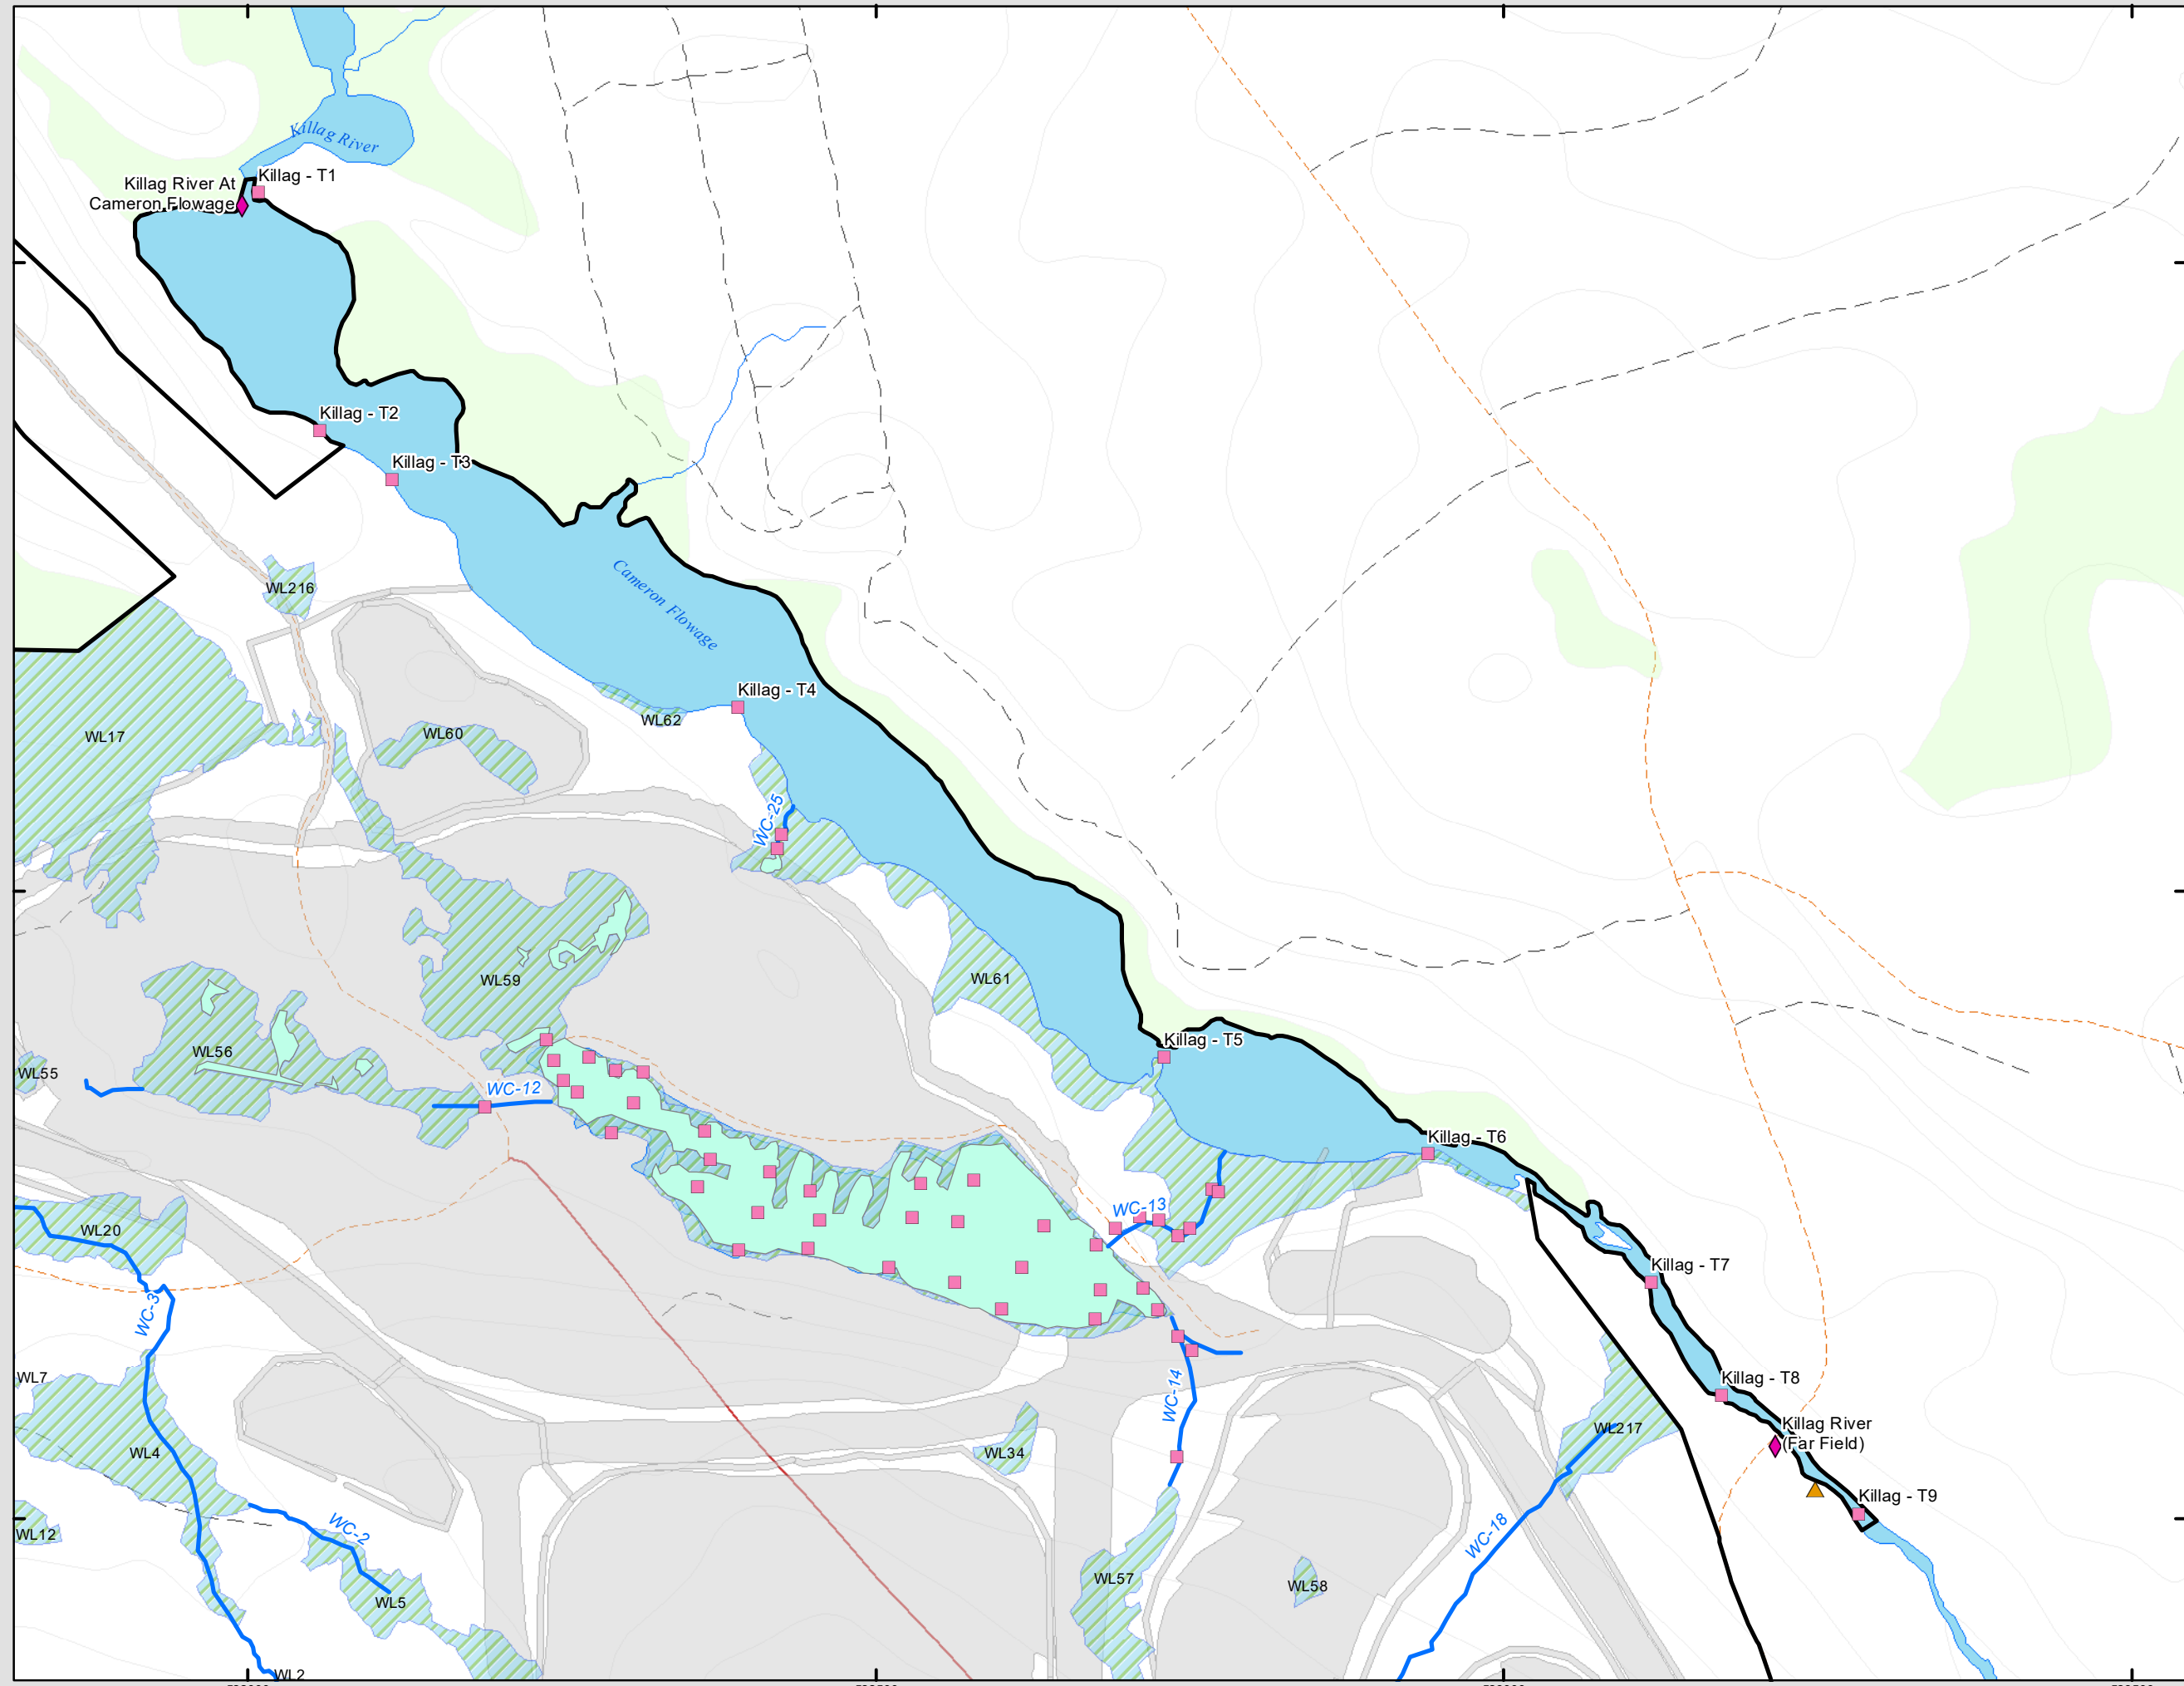 Killag River
Killag River At
Cameron Flowage
Killag - T1
Killag - T2
Killag - T3
WL216
Cameron Flowage
Killag - T4
WL62
WL17
WL60
WC-25
WL59
WL61
Killag - T5
WL56
WL55
WC-12
Killag - T6
WC-13
WL20
Killag - T7
WC-3
WL7
Killag - T8
WC-14
Killag River
(Far Field)
WL217
WL4
WL34
Killag - T9
WL12
WC-2
WC-18
WL57
WL58
WL5
WL2